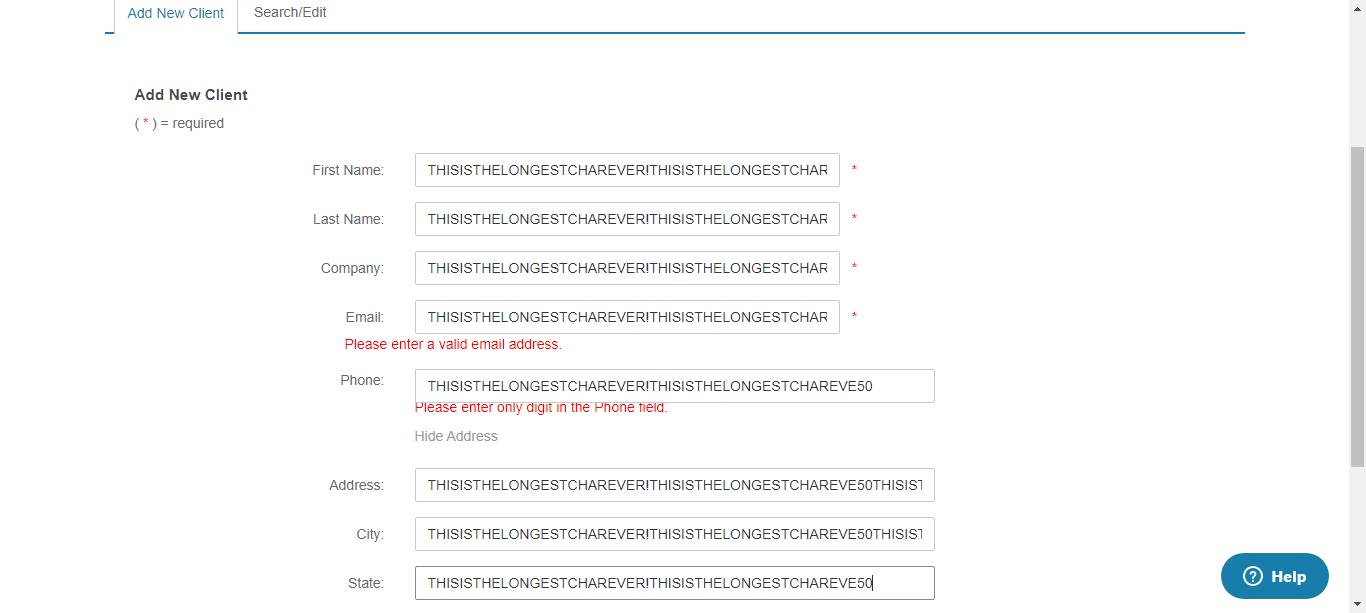 Add New Client Search/Edit
Add New Client
( * ) = required
First Name: THISISTHELONGESTCHAREVER!THISISTHELONGESTCHAR *
Last Name: THISISTHELONGESTCHAREVER!THISISTHELONGESTCHAR *
Company: THISISTHELONGESTCHAREVER!THISISTHELONGESTCHAR *
Email: THISISTHELONGESTCHAREVER!THISISTHELONGESTCHAR *
Please enter a valid email address.
Phone: THISISTHELONGESTCHAREVER!THISISTHELONGESTCHAREVE50
Please enter only digit in the Phone field.
Hide Address
Address: THISISTHELONGESTCHAREVER!THISISTHELONGESTCHAREVE50THISIST
City: THISISTHELONGESTCHAREVER!THISISTHELONGESTCHAREVE50THISIST
State: THISISTHELONGESTCHAREVER!THISISTHELONGESTCHAREVE50
? Help